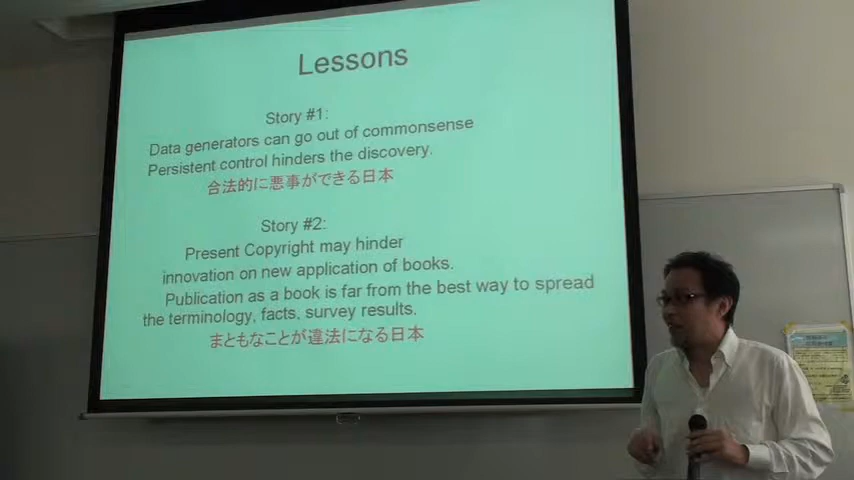 Lessons
Story #1:
Data generators can go out of commonsense
Persistent control hinders the discovery.
合法的に悪事ができる日本
Story #2:
Present Copyright may hinder
innovation on new application of books.
Publication as a book is far from the best way to spread
the terminology, facts, survey results.
まともなことが違法になる日本